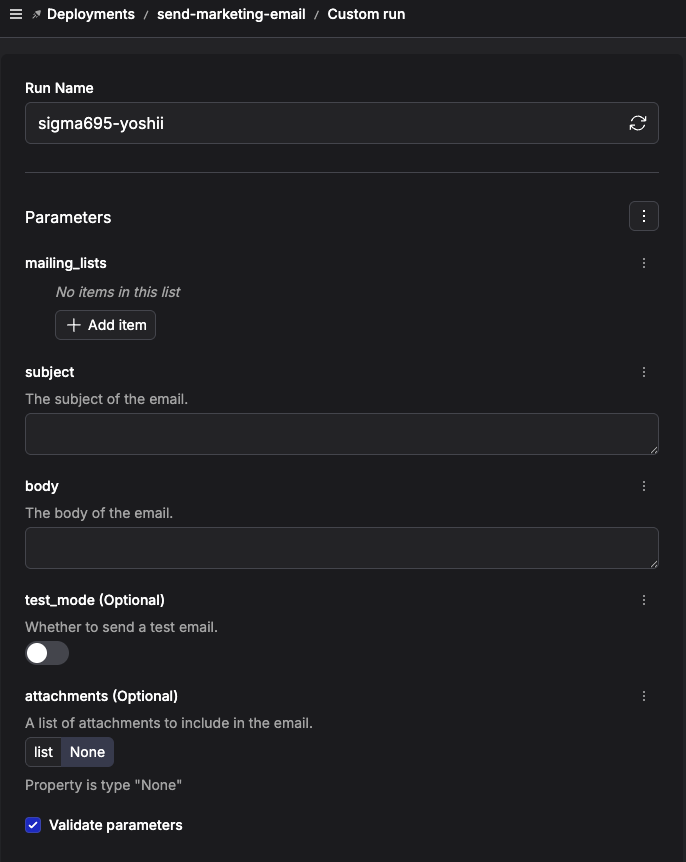 Deployments / send-marketing-email / Custom run
Run Name
sigma695-yoshii
Parameters
mailing_lists
No items in this list
Add item
subject
The subject of the email.
body
The body of the email.
test_mode (Optional)
Whether to send a test email.
attachments (Optional)
A list of attachments to include in the email.
list None
Property is type "None"
Validate parameters